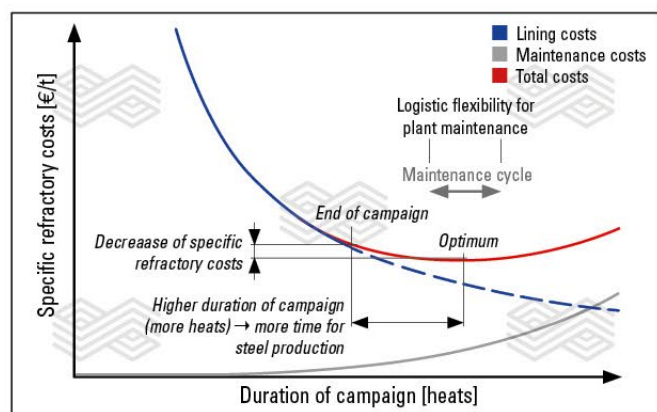 Specific refractory costs [€/t]
Lining costs
Maintenance costs
Total costs
Logistic flexibility for
plant maintenance
Maintenance cycle
End of campaign
Optimum
Decreaase of specific
refractory costs
Higher duration of campaign
(more heats) → more time for
steel production
Duration of campaign [heats]